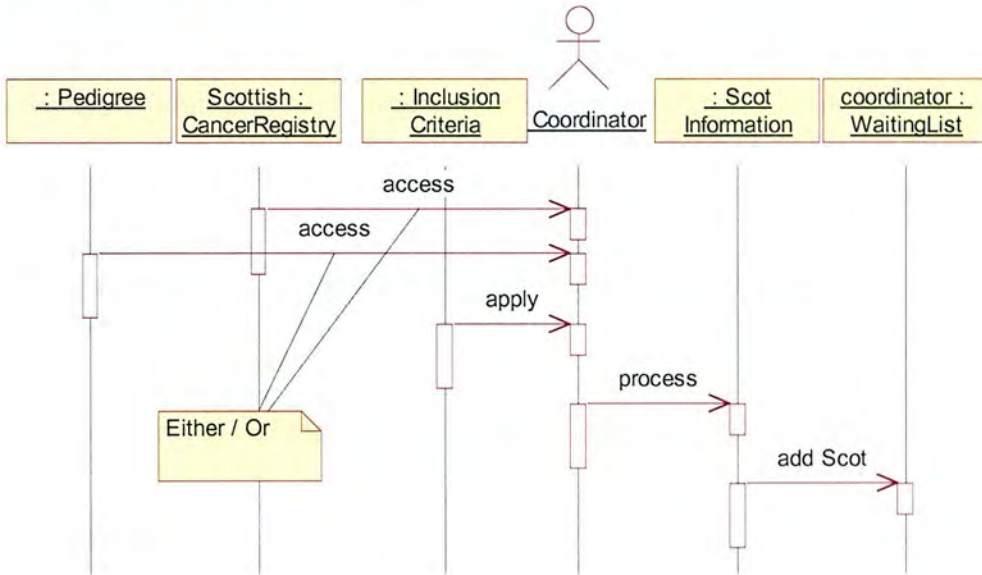 : Pedigree
Scottish :
CancerRegistry
: Inclusion
Criteria
Coordinator
: Scot
Information
coordinator :
WaitingList
access
access
apply
process
add Scot
Either / Or